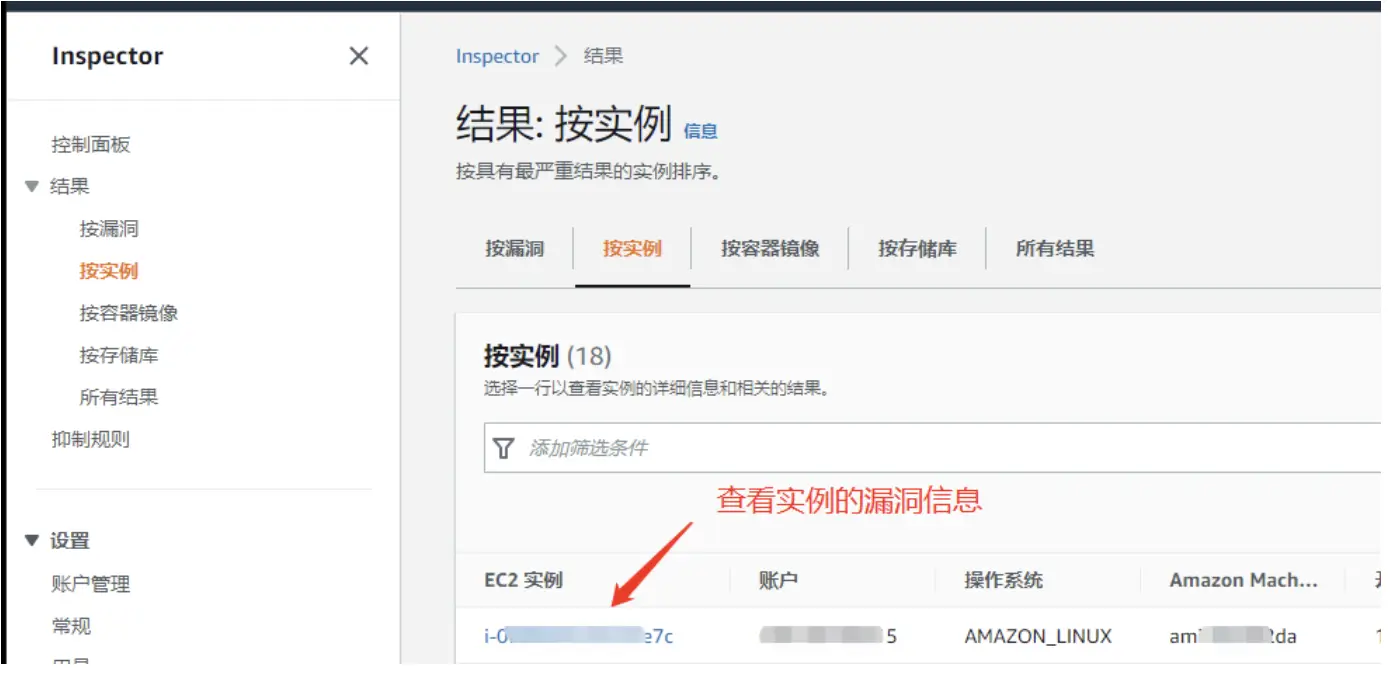 Inspector
控制面板
结果
按漏洞
按实例
按容器镜像
按存储库
所有结果
抑制规则
设置
账户管理
常规
Inspector 结果
结果: 按实例 信息
按具有最严重结果的实例排序。
按漏洞 按实例 按容器镜像 按存储库 所有结果
按实例 (18)
选择一行以查看实例的详细信息和相关的结果。
添加筛选条件
查看实例的漏洞信息
EC2 实例 账户 操作系统 Amazon Mach...
i-0 e7c 5 AMAZON_LINUX ami 2da